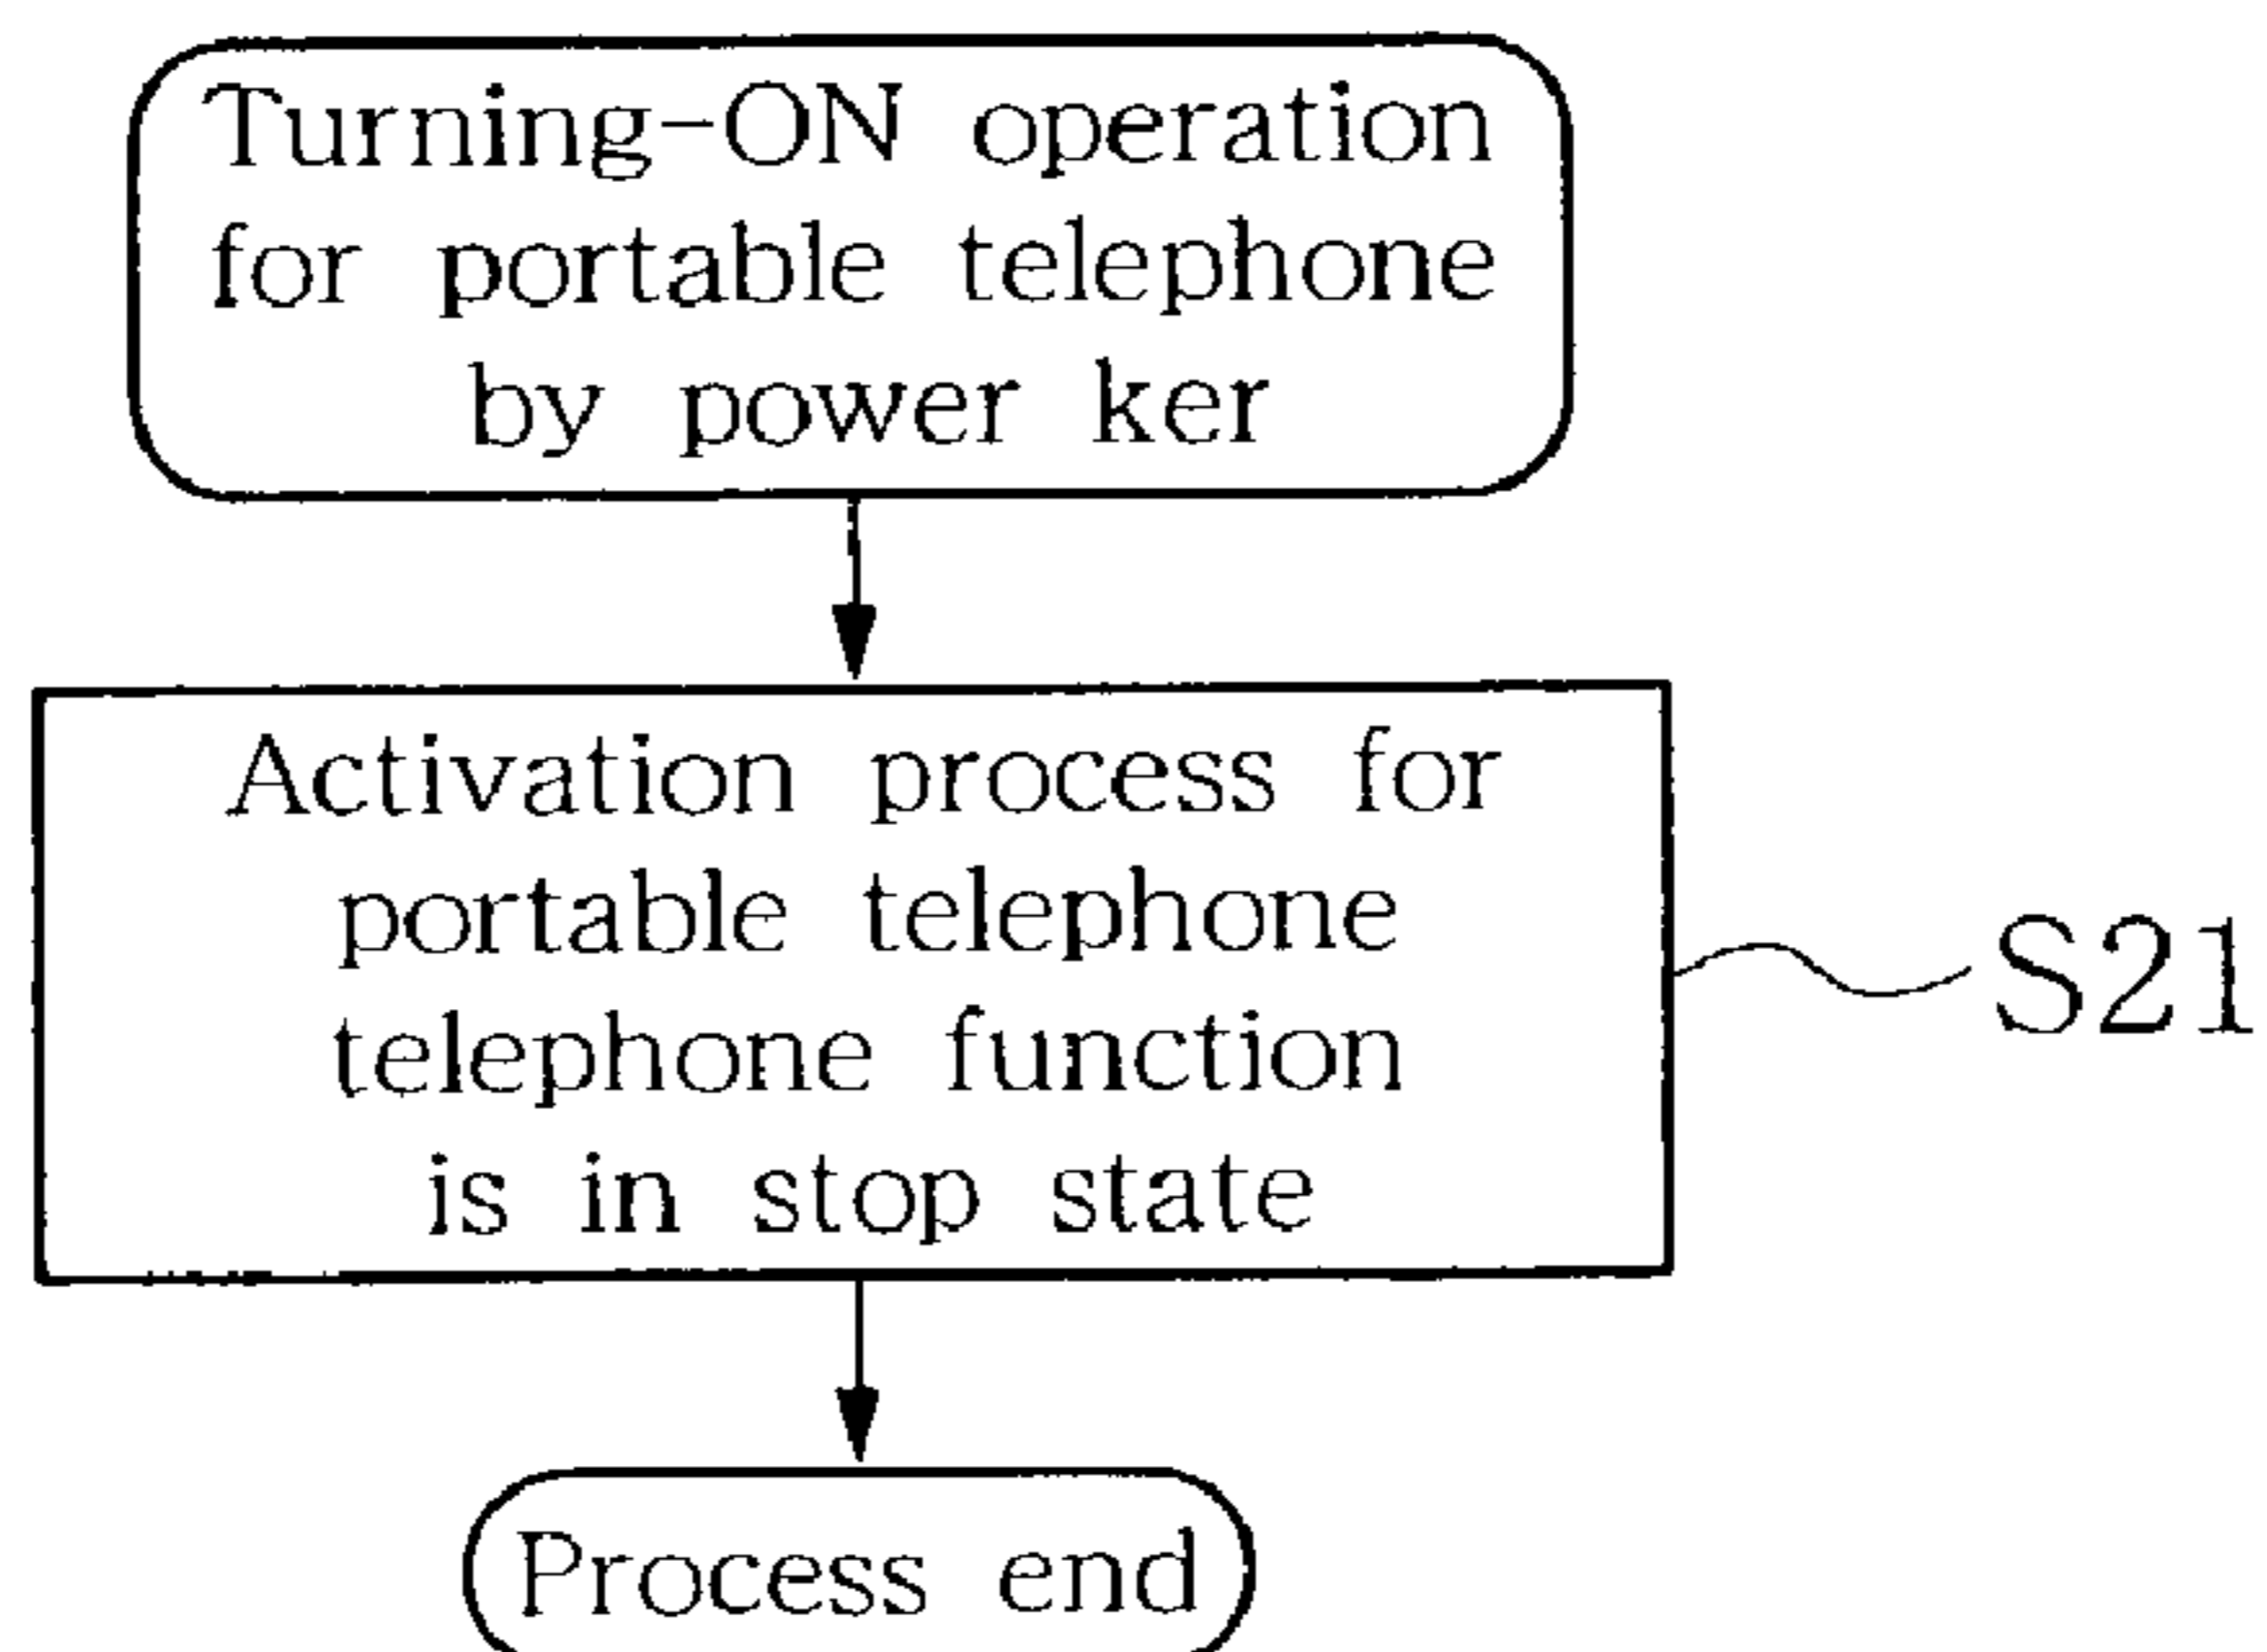 Turning-ON operation
for portable telephone
by power ker
Activation process for
portable telephone
telephone function
is in stop state
S21
Process end